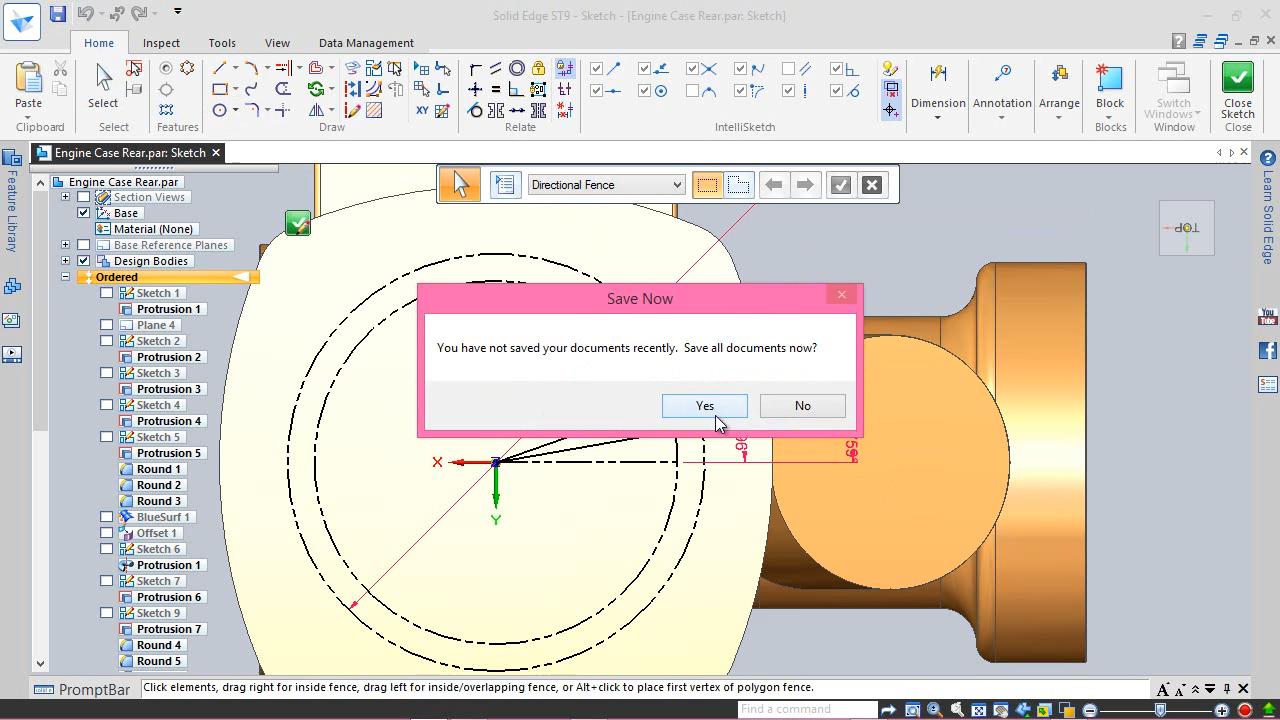 Solid Edge ST9 - Sketch - [Engine Case Rear.par: Sketch]
Home Inspect Tools View Data Management
Paste
Select
Dimension
Annotation
Arrange
Block
Switch Windows
Close Sketch
Clipboard Select Features Draw Relate IntelliSketch Blocks Window Close
Engine Case Rear.par: Sketch
Feature Library
Engine Case Rear.par
Section Views
Base
Material (None)
Base Reference Planes
Design Bodies
Ordered
Sketch 1
Protrusion 1
Plane 4
Sketch 2
Protrusion 2
Sketch 3
Protrusion 3
Sketch 4
Protrusion 4
Sketch 5
Protrusion 5
Round 1
Round 2
Round 3
BlueSurf 1
Offset 1
Sketch 6
Protrusion 1
Sketch 7
Protrusion 6
Sketch 9
Protrusion 7
Round 4
Round 5
Directional Fence
TOP
Save Now
You have not saved your documents recently. Save all documents now?
Yes No
X
Y
Learn Solid Edge
You Tube
PromptBar
Click elements, drag right for inside fence, drag left for inside/overlapping fence, or Alt+click to place first vertex of polygon fence.
Find a command